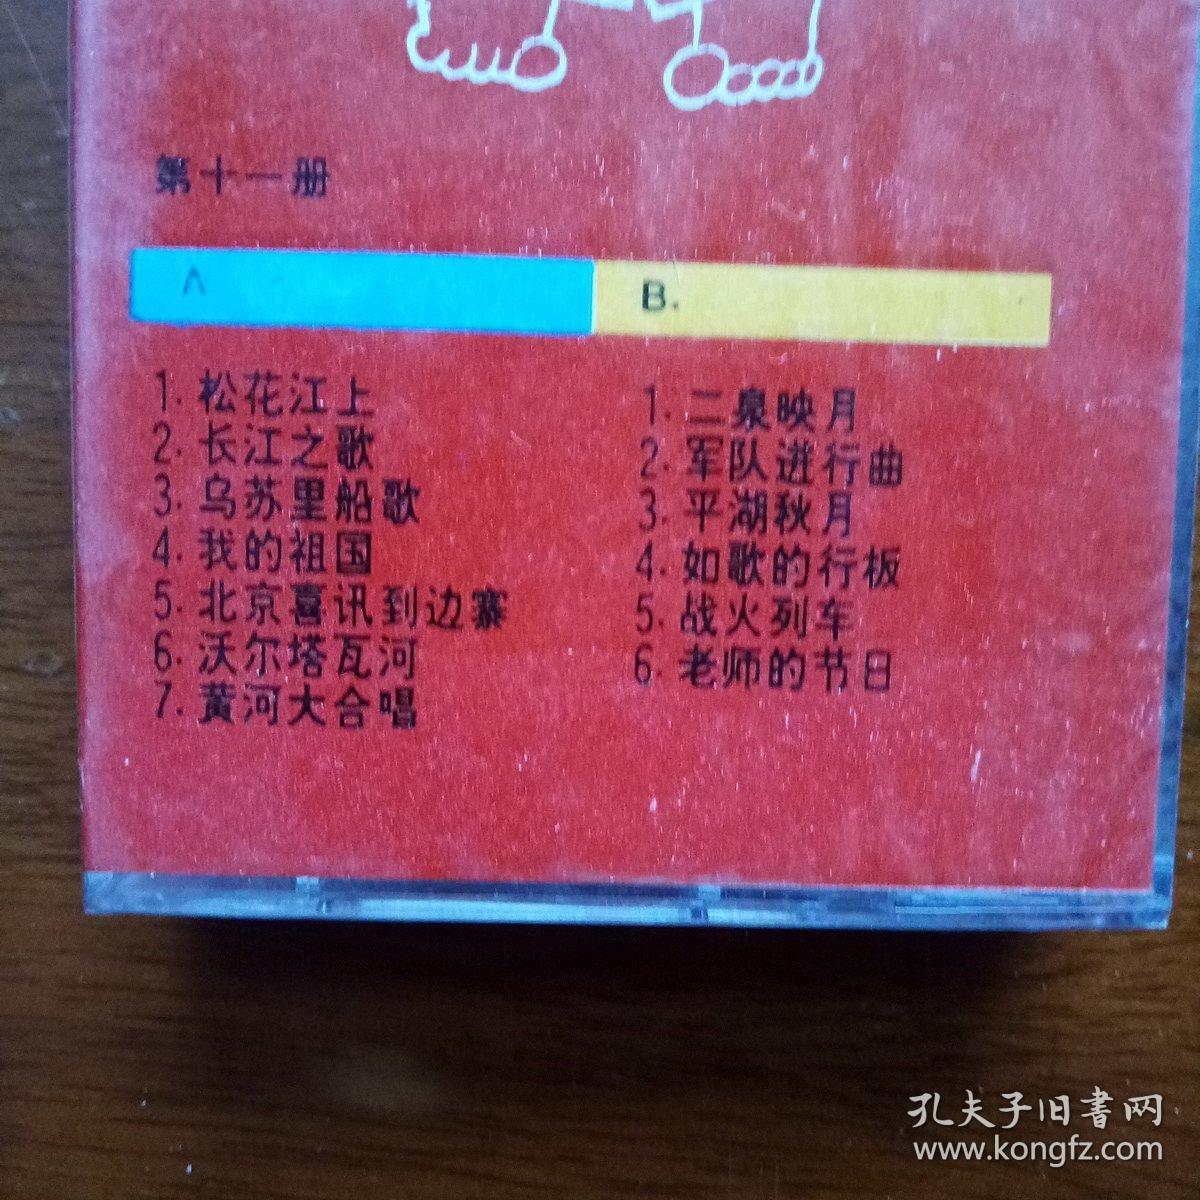 第十一册
A
B.
1. 松花江上
2. 长江之歌
3. 乌苏里船歌
4. 我的祖国
5. 北京喜讯到边寨
6. 沃尔塔瓦河
7. 黄河大合唱
1. 二泉映月
2. 军队进行曲
3. 平湖秋月
4. 如歌的行板
5. 战火列车
6. 老师的节日
孔夫子旧書网
www.kongfz.com